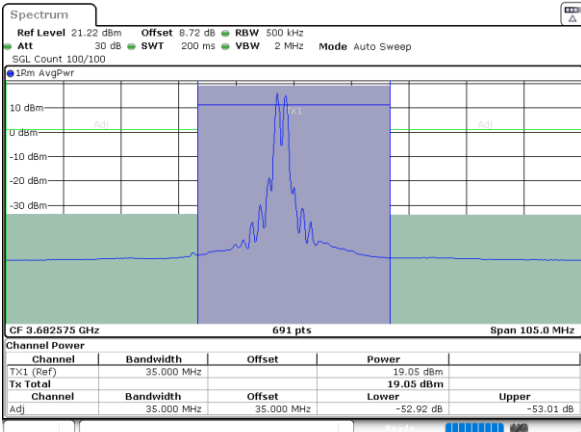 Spectrum
Ref Level 21.22 dBm Offset 8.72 dB RBW 500 kHz
Att 30 dB SWT 200 ms VBW 2 MHz Mode Auto Sweep
SGL Count 100/100
1Rm AvgPwr
10 dBm
TX1
0 dBm
Adj Adj
-10 dBm
-20 dBm
-30 dBm
CF 3.682575 GHz 691 pts Span 105.0 MHz
Channel Power
Channel Bandwidth Offset Power
TX1 (Ref) 35.000 MHz 19.05 dBm
Tx Total 19.05 dBm
Channel Bandwidth Offset Lower Upper
Adj 35.000 MHz 35.000 MHz -52.92 dB -53.01 dB
Ready